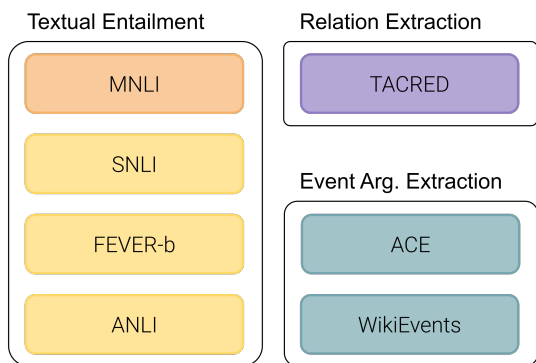 Textual Entailment
MNLI
SNLI
FEVER-b
ANLI
Relation Extraction
TACRED
Event Arg. Extraction
ACE
WikiEvents